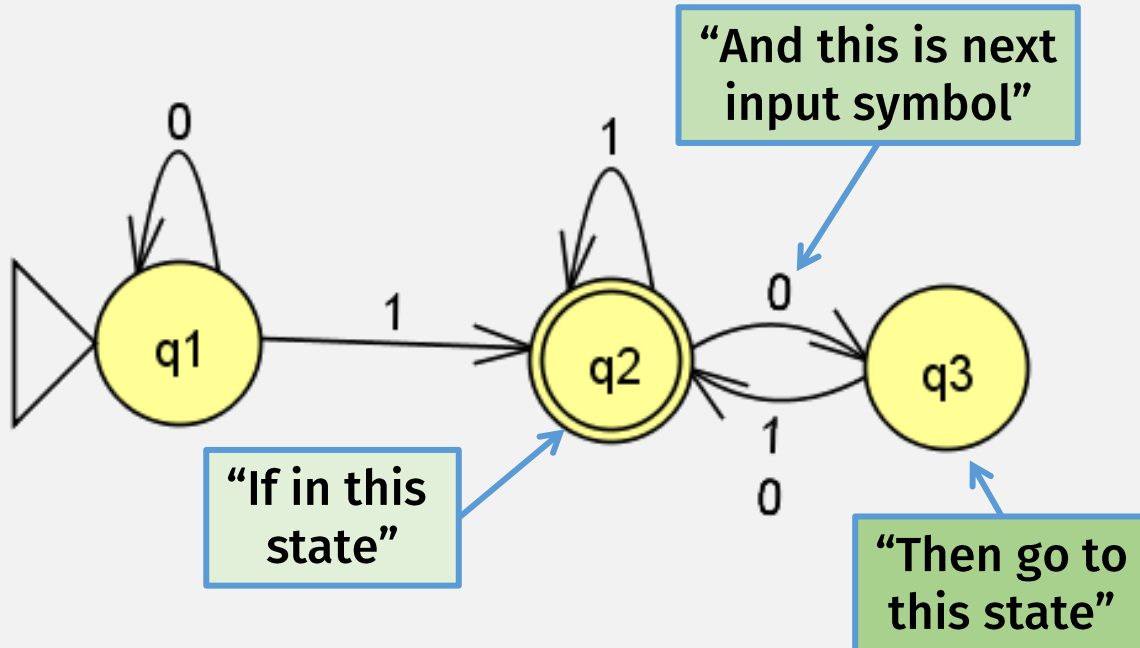 “And this is next
input symbol”
0
1
0
1
q1
q2
q3
1
0
“If in this
state”
“Then go to
this state”